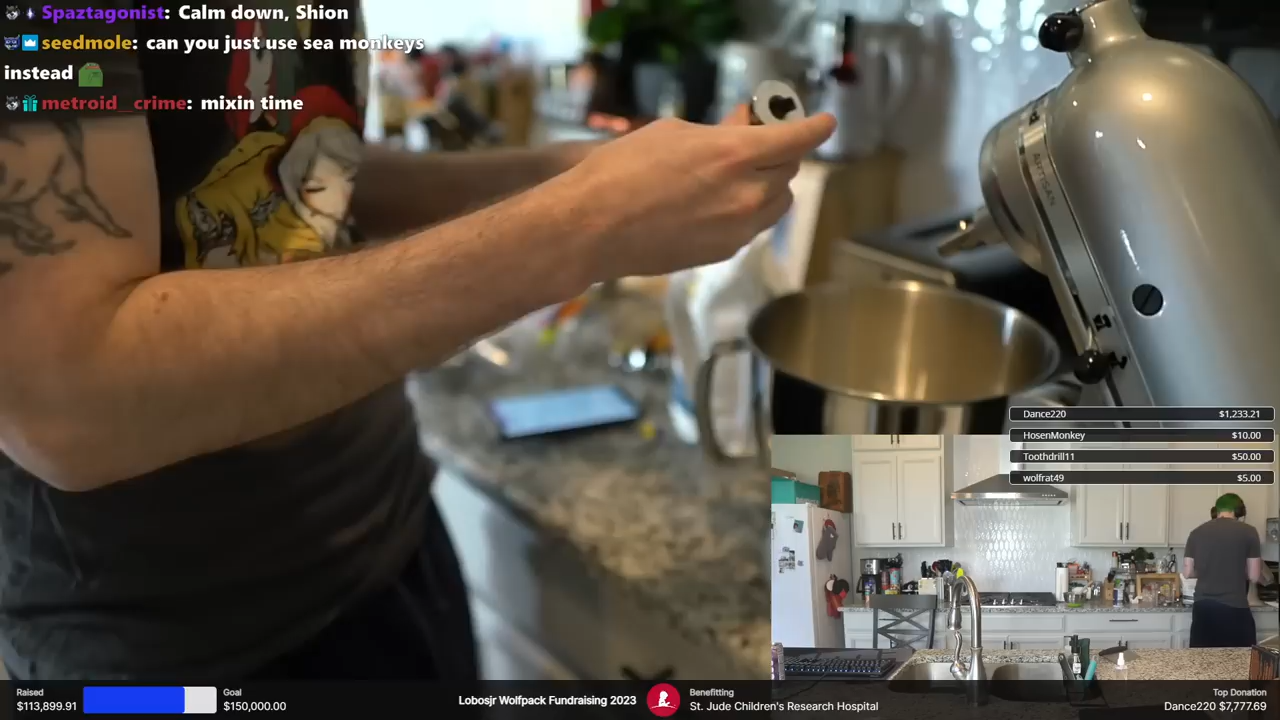 Spaztagonist: Calm down, Shion
seedmole: can you just use sea monkeys
instead
metroid__crime: mixin time
ARTISAN
Dance220 $1,233.21
HosenMonkey $10.00
Toothdrill11 $50.00
wolfrat49 $5.00
Raised
$113,899.91
Goal
$150,000.00
Lobosjr Wolfpack Fundraising 2023
Benefitting
St. Jude Children's Research Hospital
Top Donation
Dance220 $7,777.69